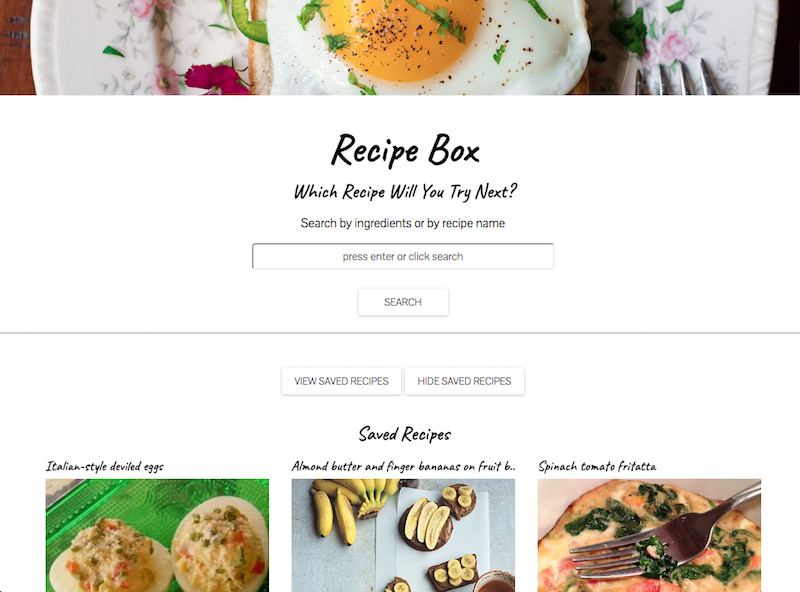 Recipe Box
Which Recipe Will You Try Next?
Search by ingredients or by recipe name
press enter or click search
SEARCH
VIEW SAVED RECIPES HIDE SAVED RECIPES
Saved Recipes
Italian-style deviled eggs
Almond butter and finger bananas on fruit b..
Spinach tomato fritatta